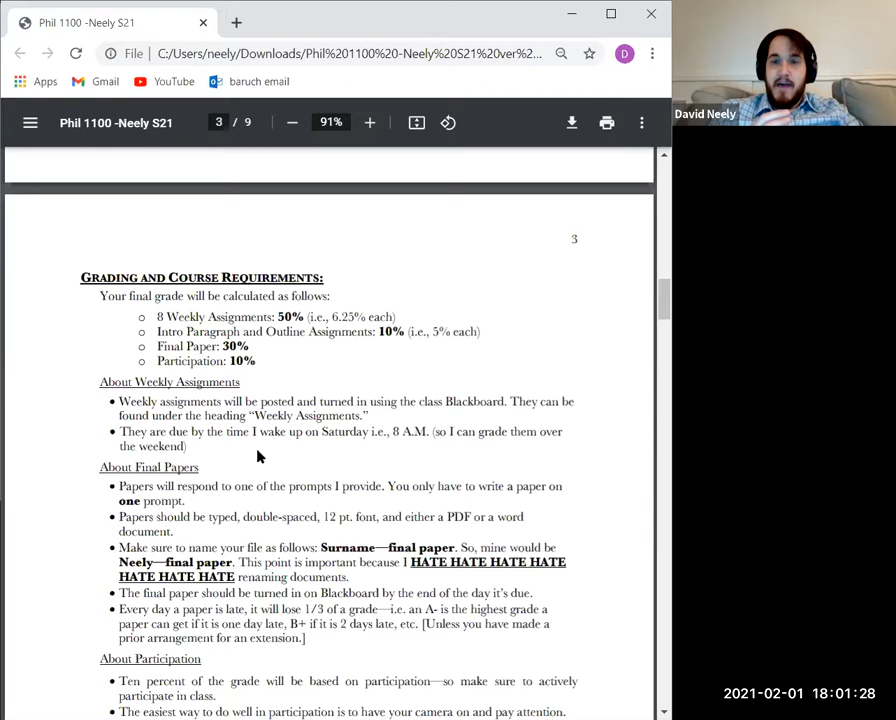 Phil 1100 -Neely S21
File
C:/Users/neely/Downloads/Phil%201100%20-Neely%20S21%20ver%2...
D
Apps
Gmail
YouTube
baruch email
Phil 1100 -Neely S21
3 / 9
91%
David Neely
3
GRADING AND COURSE REQUIREMENTS:
Your final grade will be calculated as follows:
o 8 Weekly Assignments: 50% (i.e., 6.25% each)
o Intro Paragraph and Outline Assignments: 10% (i.e., 5% each)
o Final Paper: 30%
o Participation: 10%
About Weekly Assignments
• Weekly assignments will be posted and turned in using the class Blackboard. They can be
found under the heading “Weekly Assignments.”
• They are due by the time I wake up on Saturday i.e., 8 A.M. (so I can grade them over
the weekend)
About Final Papers
• Papers will respond to one of the prompts I provide. You only have to write a paper on
one prompt.
• Papers should be typed, double-spaced, 12 pt. font, and either a PDF or a word
document.
• Make sure to name your file as follows: Surname—final paper. So, mine would be
Neely—final paper. This point is important because I HATE HATE HATE HATE
HATE HATE HATE renaming documents.
• The final paper should be turned in on Blackboard by the end of the day it’s due.
• Every day a paper is late, it will lose 1/3 of a grade—i.e. an A- is the highest grade a
paper can get if it is one day late, B+ if it is 2 days late, etc. [Unless you have made a
prior arrangement for an extension.]
About Participation
• Ten percent of the grade will be based on participation—so make sure to actively
participate in class.
• The easiest way to do well in participation is to have your camera on and pay attention.
2021-02-01 18:01:28